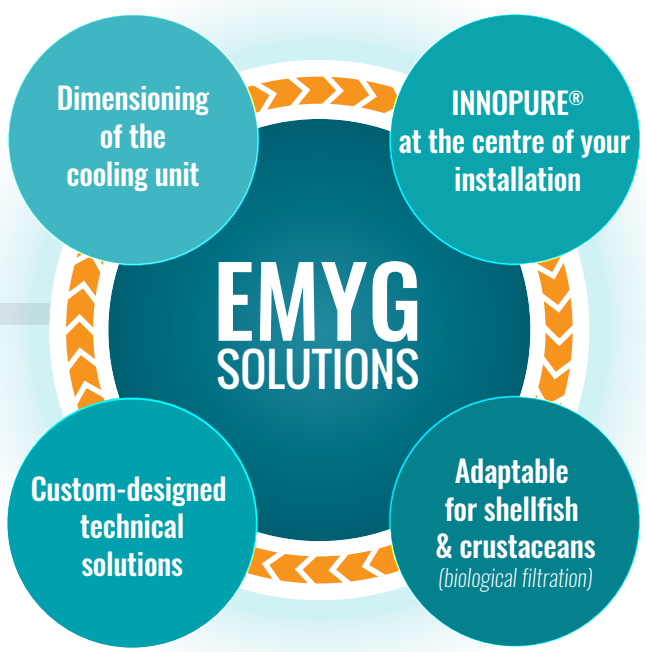 Dimensioning
of the
cooling unit
INNOPURE®
at the centre of your
installation
EMYG
SOLUTIONS
Custom-designed
technical
solutions
Adaptable
for shellfish
& crustaceans
(biological filtration)